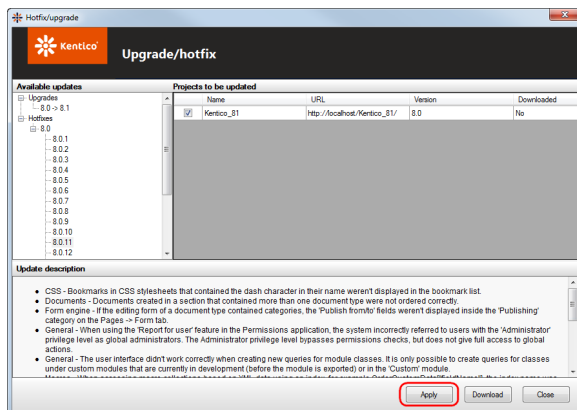 Hotfix/upgrade
Kentico
Upgrade/hotfix
Available updates
Projects to be updated
Upgrades
8.0 -> 8.1
Hotfixes
8.0
8.0.1
8.0.2
8.0.3
8.0.4
8.0.5
8.0.6
8.0.7
8.0.8
8.0.9
8.0.10
8.0.11
8.0.12
Name URL Version Downloaded
Kentico_81 http://localhost/Kentico_81/ 8.0 No
Update description
CSS - Bookmarks in CSS stylesheets that contained the dash character in their name weren't displayed in the bookmark list.
Documents - Documents created in a section that contained more than one document type were not ordered correctly.
Form engine - If the editing form of a document type contained categories, the 'Publish from/to' fields weren't displayed inside the 'Publishing'
category on the Pages -> Form tab.
General - When using the 'Report for user' feature in the Permissions application, the system incorrectly referred to users with the 'Administrator'
privilege level as global administrators. The Administrator privilege level bypasses permissions checks, but does not give full access to global
actions.
General - The user interface didn't work correctly when creating new queries for module classes. It is only possible to create queries for classes
under custom modules that are currently in development (before the module is exported) or in the 'Custom' module.
Apply
Download
Close